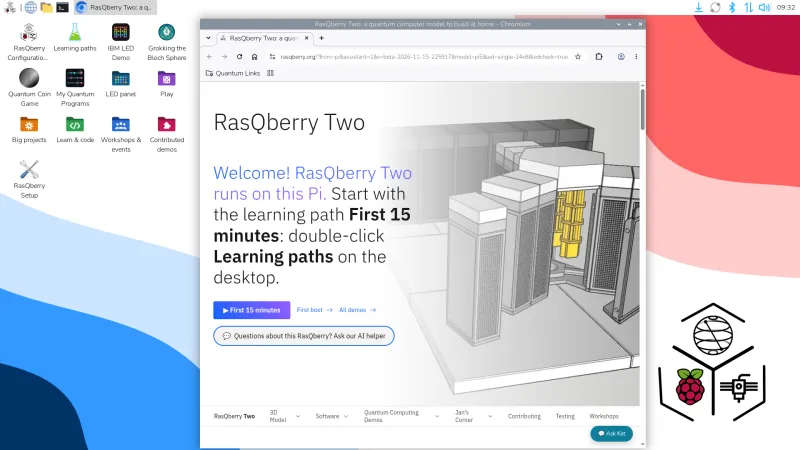 RasQberry Two: a q...
09:32
RasQberry Configuratio...
Learning paths
IBM LED Demo
Grokking the Bloch Sphere
Quantum Coin Game
My Quantum Programs
LED panel
Play
Big projects
Learn & code
Workshops & events
Contributed demos
RasQberry Setup
RasQberry Two: a quantum computer model to build at home - Chromium
RasQberry Two: a quan
Quantum Links
RasQberry Two
Welcome! RasQberry Two
runs on this Pi. Start with
the learning path First 15
minutes: double-click
Learning paths on the
desktop.
▶ First 15 minutes
First boot →
All demos →
💬 Questions about this RasQberry? Ask our AI helper
RasQberry Two
3D Model
Software
Quantum Computing Demos
Jan's Corner
Contributing
Testing
Workshops
💬 Ask Ket